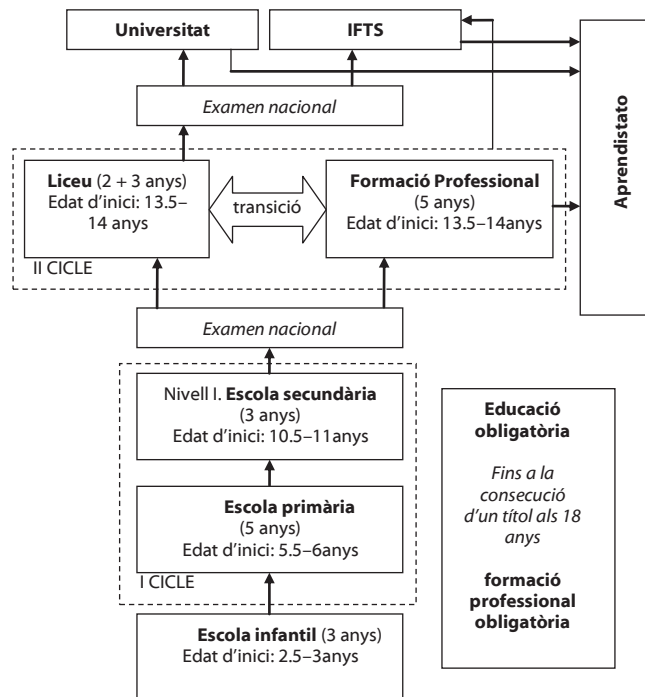 Universitat
IFTS
Examen nacional
Aprendistato
Liceu (2 + 3 anys)
Edat d’inici: 13.5–
14 anys
transició
Formació Professional
(5 anys)
Edat d’inici: 13.5–14anys
II CICLE
Examen nacional
Nivell I. Escola secundària
(3 anys)
Edat d’inici: 10.5–11anys
Escola primària
(5 anys)
Edat d’inici: 5.5–6anys
I CICLE
Escola infantil (3 anys)
Edat d’inici: 2.5–3anys
Educació
obligatòria
Fins a la
consecució
d’un títol als 18
anys
formació
professional
obligatòria